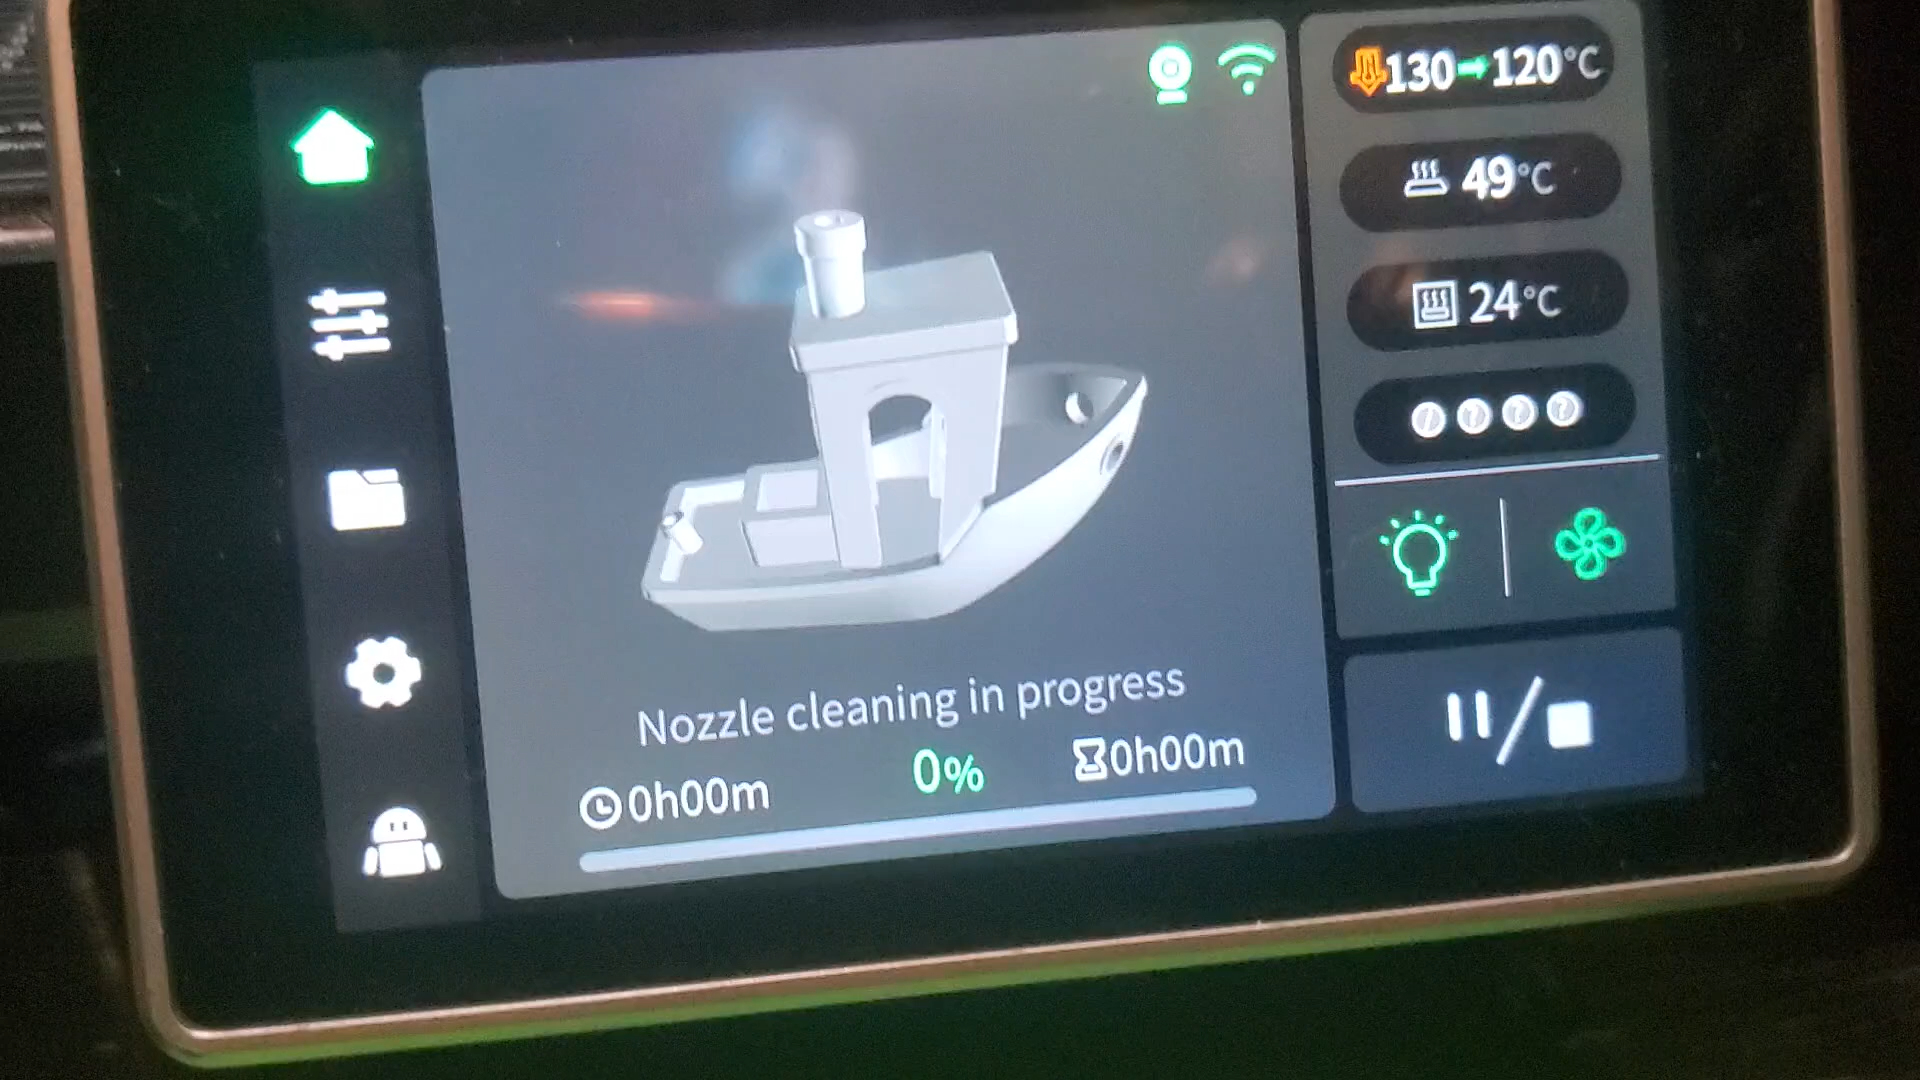 130→120°C
49°C
24°C
? ? ?
Nozzle cleaning in progress
0h00m 0% 0h00m